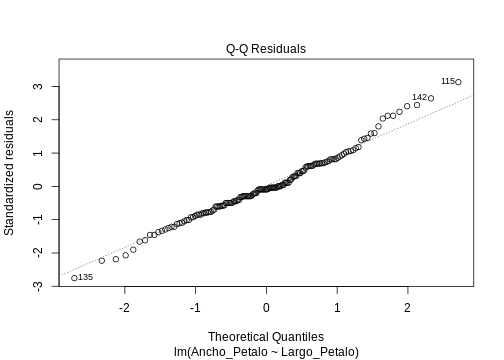 Q-Q Residuals
Standardized residuals
3
2
1
0
-1
-2
-3
115
142
135
-2 -1 0 1 2
Theoretical Quantiles
lm(Ancho_Petalo ~ Largo_Petalo)